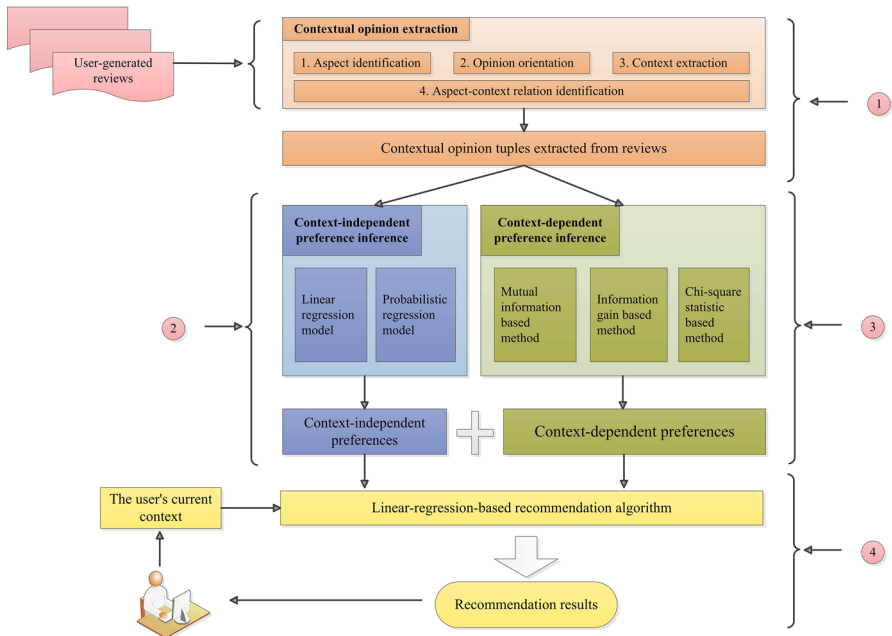 Contextual opinion extraction
User-generated
reviews
1. Aspect identification
2. Opinion orientation
3. Context extraction
4. Aspect-context relation identification
1
Contextual opinion tuples extracted from reviews
Context-independent
preference inference
Context-dependent
preference inference
Linear
regression
model
Probabilistic
regression
model
Mutual
information
based
method
Information
gain based
method
Chi-square
statistic
based
method
2
3
Context-independent
preferences
Context-dependent preferences
The user's current
context
Linear-regression-based recommendation algorithm
4
Recommendation results